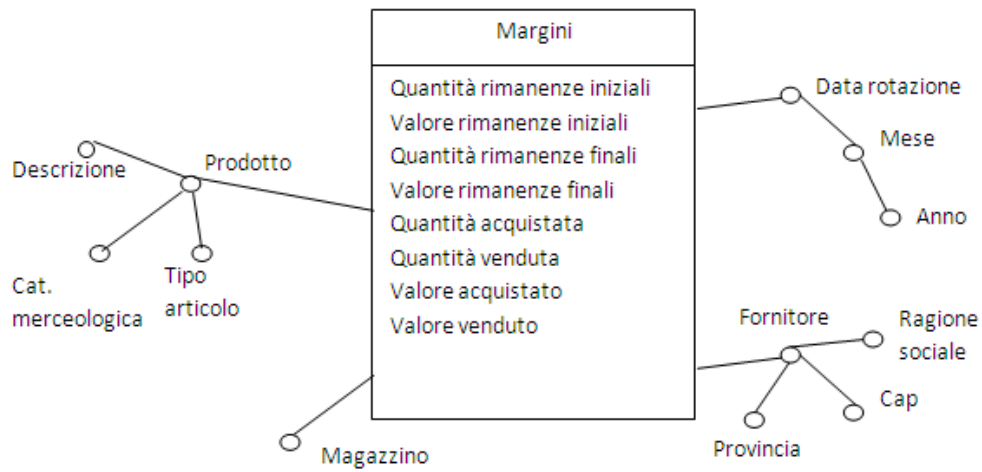 Margini
Quantità rimanenze iniziali
Valore rimanenze iniziali
Quantità rimanenze finali
Valore rimanenze finali
Quantità acquistata
Quantità venduta
Valore acquistato
Valore venduto
Descrizione
Prodotto
Cat.
merceologica
Tipo
articolo
Magazzino
Data rotazione
Mese
Anno
Fornitore
Ragione
sociale
Cap
Provincia